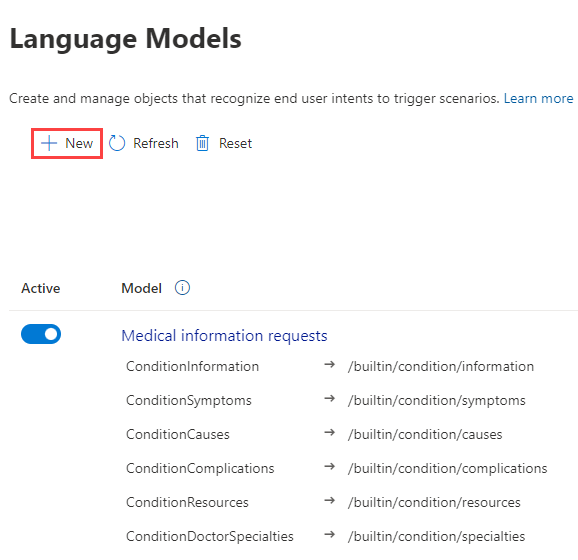 Language Models
Create and manage objects that recognize end user intents to trigger scenarios. Learn more
New Refresh Reset
Active Model
Medical information requests
ConditionInformation → /builtin/condition/information
ConditionSymptoms → /builtin/condition/symptoms
ConditionCauses → /builtin/condition/causes
ConditionComplications → /builtin/condition/complications
ConditionResources → /builtin/condition/resources
ConditionDoctorSpecialties → /builtin/condition/specialties